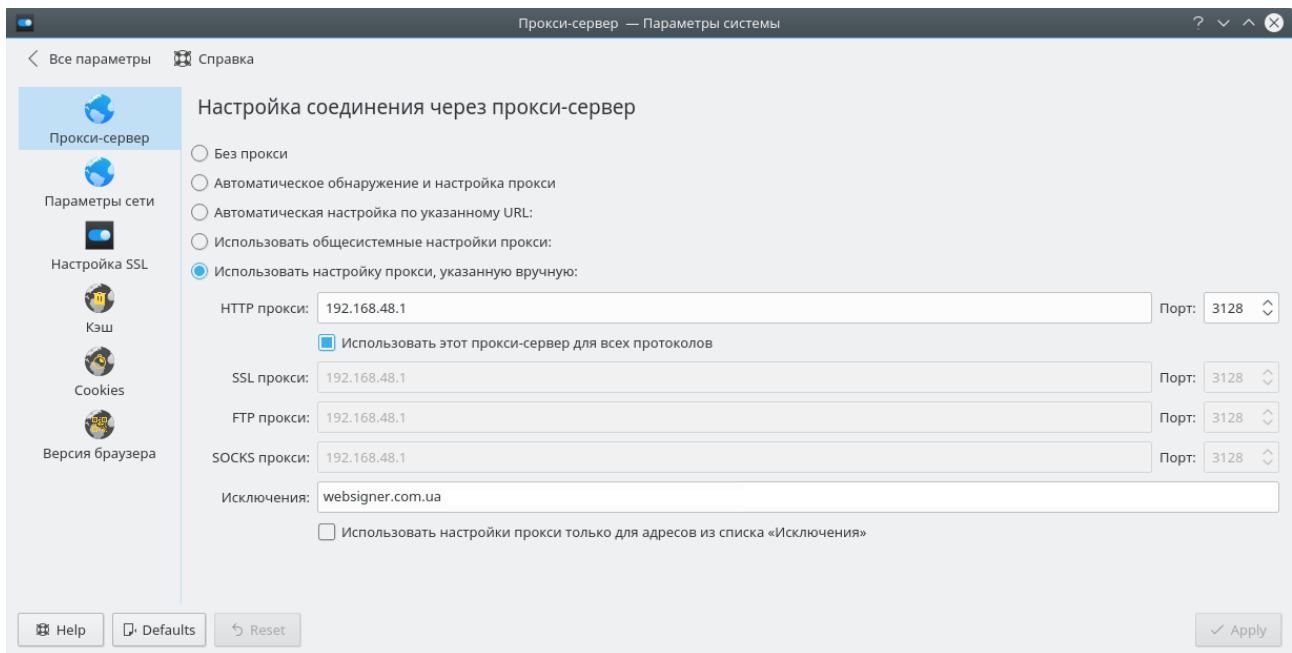 Прокси-сервер — Параметры системы
Все параметры Справка
Прокси-сервер
Параметры сети
Настройка SSL
Кэш
Cookies
Версия браузера
Настройка соединения через прокси-сервер
Без прокси
Автоматическое обнаружение и настройка прокси
Автоматическая настройка по указанному URL:
Использовать общесистемные настройки прокси:
Использовать настройку прокси, указанную вручную:
HTTP прокси: 192.168.48.1 Порт: 3128
Использовать этот прокси-сервер для всех протоколов
SSL прокси: 192.168.48.1 Порт: 3128
FTP прокси: 192.168.48.1 Порт: 3128
SOCKS прокси: 192.168.48.1 Порт: 3128
Исключения: websigner.com.ua
Использовать настройки прокси только для адресов из списка «Исключения»
Help Defaults Reset Apply